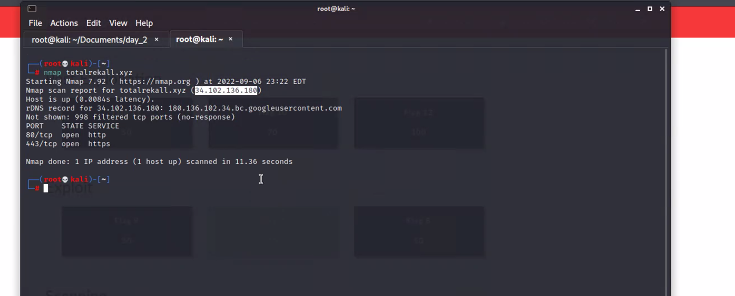 root@kali: ~
File Actions Edit View Help
root@kali: ~/Documents/day_2 × root@kali: ~ ×
┌──(root💀kali)-[~]
└─# nmap totalrekall.xyz
Starting Nmap 7.92 ( https://nmap.org ) at 2022-09-06 23:22 EDT
Nmap scan report for totalrekall.xyz (34.102.136.180)
Host is up (0.0084s latency).
rDNS record for 34.102.136.180: 180.136.102.34.bc.googleusercontent.com
Not shown: 998 filtered tcp ports (no-response)
PORT STATE SERVICE
80/tcp open http
443/tcp open https
Nmap done: 1 IP address (1 host up) scanned in 11.36 seconds
┌──(root💀kali)-[~]
└─#